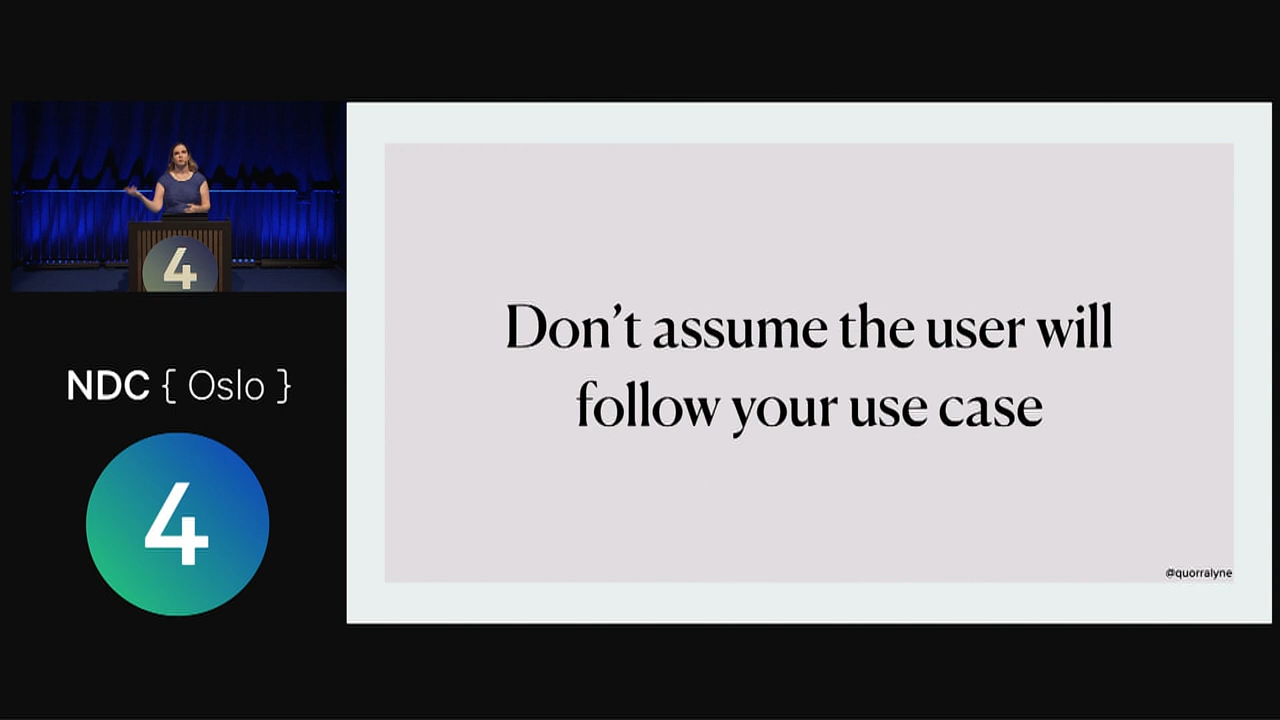 4
NDC { Oslo }
4
Don’t assume the user will
follow your use case
@quorralyne